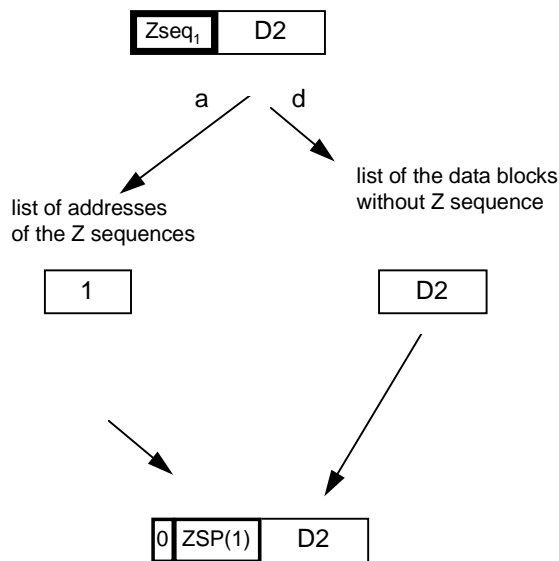 Zseq₁ D2
a d
list of the data blocks
without Z sequence
list of addresses
of the Z sequences
1 D2
0 ZSP(1) D2